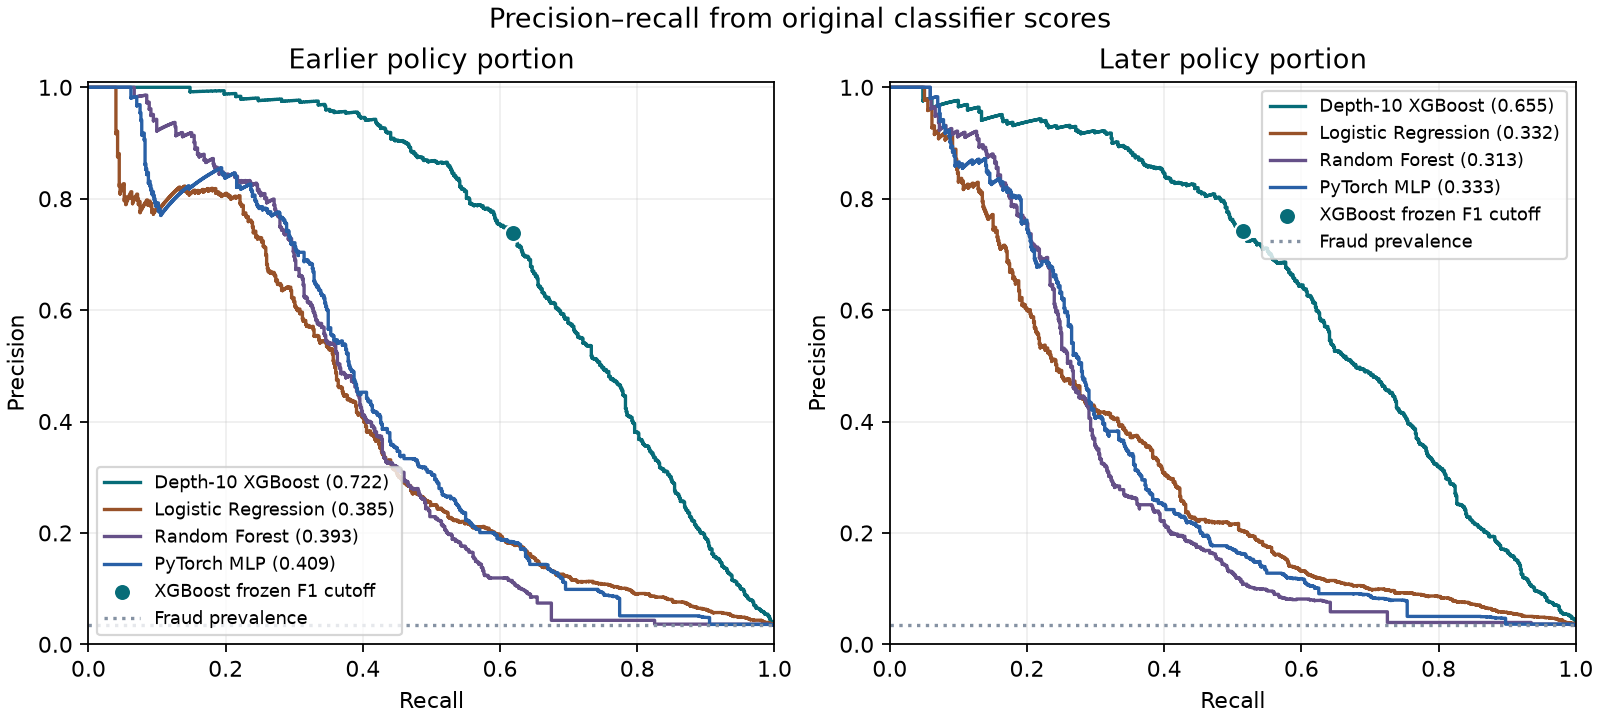 Precision–recall from original classifier scores
Earlier policy portion
Precision
1.0
0.8
0.6
0.4
0.2
0.0
Depth-10 XGBoost (0.722)
Logistic Regression (0.385)
Random Forest (0.393)
PyTorch MLP (0.409)
XGBoost frozen F1 cutoff
Fraud prevalence
0.0 0.2 0.4 0.6 0.8 1.0
Recall
Later policy portion
Precision
1.0
0.8
0.6
0.4
0.2
0.0
Depth-10 XGBoost (0.655)
Logistic Regression (0.332)
Random Forest (0.313)
PyTorch MLP (0.333)
XGBoost frozen F1 cutoff
Fraud prevalence
0.0 0.2 0.4 0.6 0.8 1.0
Recall